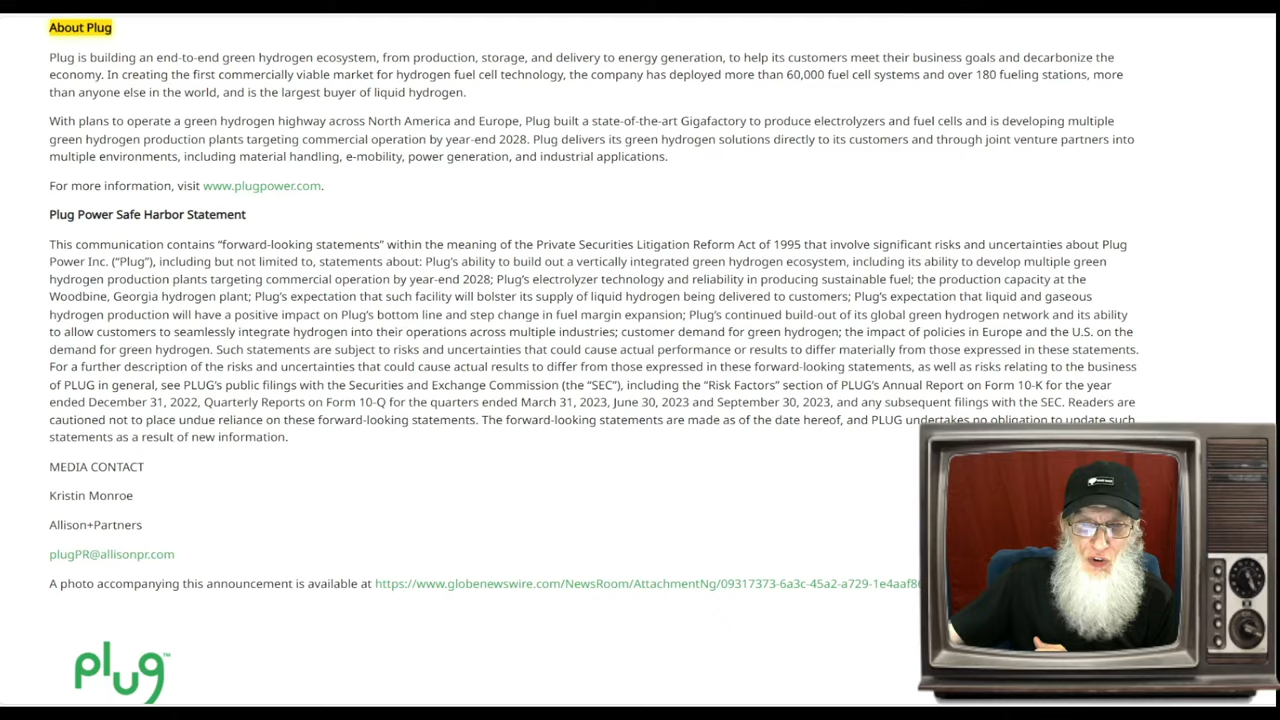 About Plug
Plug is building an end-to-end green hydrogen ecosystem, from production, storage, and delivery to energy generation, to help its customers meet their business goals and decarbonize the
economy. In creating the first commercially viable market for hydrogen fuel cell technology, the company has deployed more than 60,000 fuel cell systems and over 180 fueling stations, more
than anyone else in the world, and is the largest buyer of liquid hydrogen.
With plans to operate a green hydrogen highway across North America and Europe, Plug built a state-of-the-art Gigafactory to produce electrolyzers and fuel cells and is developing multiple
green hydrogen production plants targeting commercial operation by year-end 2028. Plug delivers its green hydrogen solutions directly to its customers and through joint venture partners into
multiple environments, including material handling, e-mobility, power generation, and industrial applications.
For more information, visit www.plugpower.com.
Plug Power Safe Harbor Statement
This communication contains “forward-looking statements” within the meaning of the Private Securities Litigation Reform Act of 1995 that involve significant risks and uncertainties about Plug
Power Inc. (“Plug”), including but not limited to, statements about: Plug’s ability to build out a vertically integrated green hydrogen ecosystem, including its ability to develop multiple green
hydrogen production plants targeting commercial operation by year-end 2028; Plug’s electrolyzer technology and reliability in producing sustainable fuel; the production capacity at the
Woodbine, Georgia hydrogen plant; Plug’s expectation that such facility will bolster its supply of liquid hydrogen being delivered to customers; Plug’s expectation that liquid and gaseous
hydrogen production will have a positive impact on Plug’s bottom line and step change in fuel margin expansion; Plug’s continued build-out of its global green hydrogen network and its ability
to allow customers to seamlessly integrate hydrogen into their operations across multiple industries; customer demand for green hydrogen; the impact of policies in Europe and the U.S. on the
demand for green hydrogen. Such statements are subject to risks and uncertainties that could cause actual performance or results to differ materially from those expressed in these statements.
For a further description of the risks and uncertainties that could cause actual results to differ from those expressed in these forward-looking statements, as well as risks relating to the business
of PLUG in general, see PLUG’s public filings with the Securities and Exchange Commission (the “SEC”), including the “Risk Factors” section of PLUG’s Annual Report on Form 10-K for the year
ended December 31, 2022, Quarterly Reports on Form 10-Q for the quarters ended March 31, 2023, June 30, 2023 and September 30, 2023, and any subsequent filings with the SEC. Readers are
cautioned not to place undue reliance on these forward-looking statements. The forward-looking statements are made as of the date hereof, and PLUG undertakes no obligation to update such
statements as a result of new information.
MEDIA CONTACT
Kristin Monroe
Allison+Partners
plugPR@allisonpr.com
A photo accompanying this announcement is available at https://www.globenewswire.com/NewsRoom/AttachmentNg/09317373-6a3c-45a2-a729-1e4aaf8
plug™